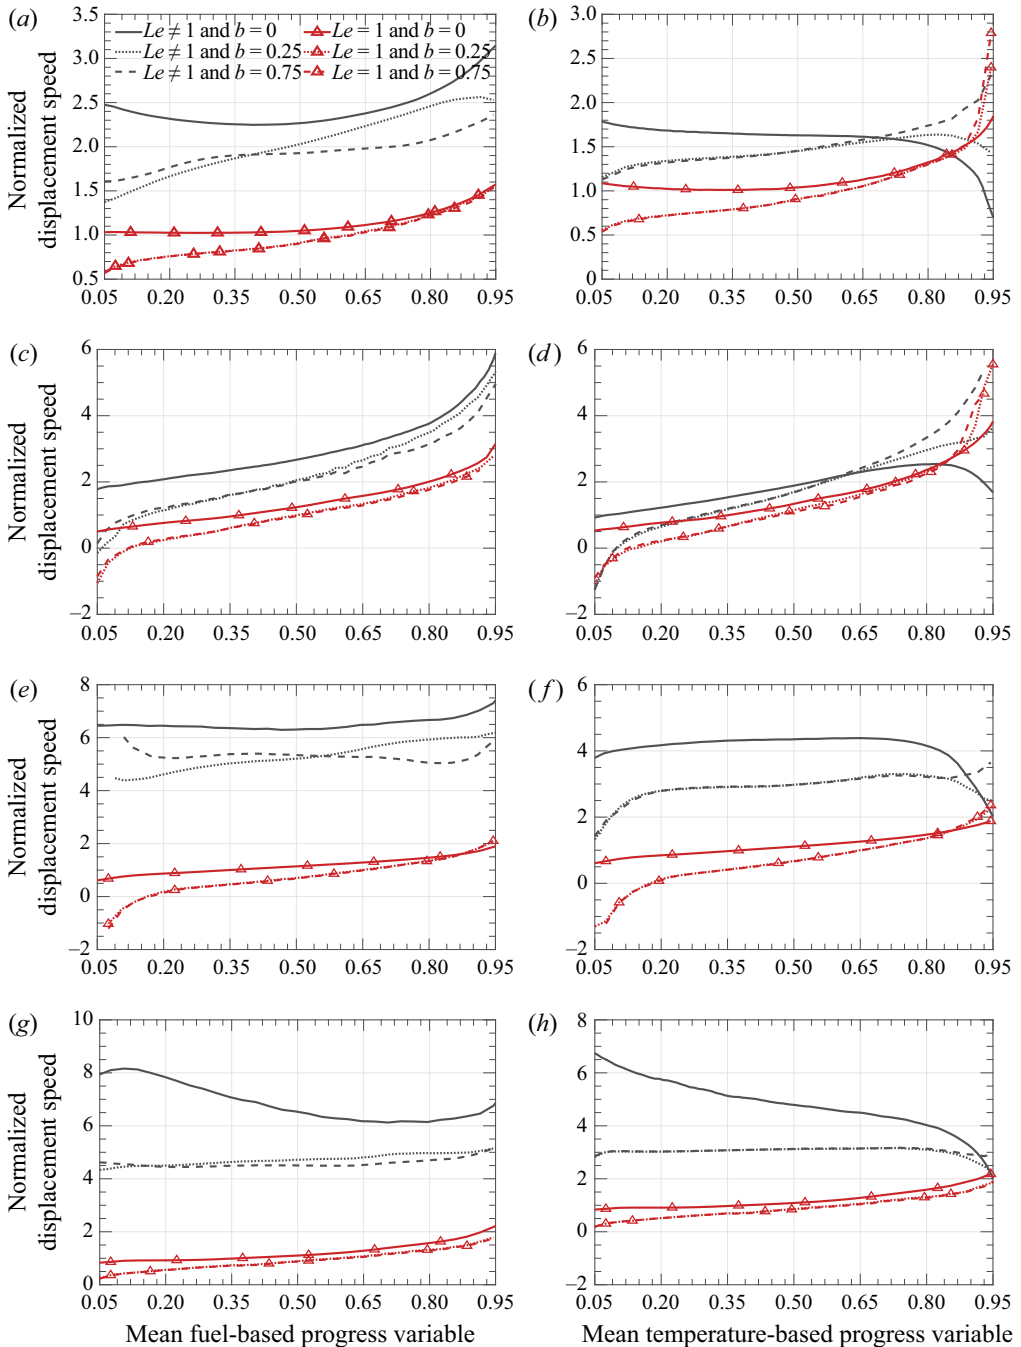 (a)
3.5
3.0
2.5
2.0
1.5
1.0
0.5
Normalized
displacement speed
Le ≠ 1 and b = 0
Le ≠ 1 and b = 0.25
Le ≠ 1 and b = 0.75
Le = 1 and b = 0
Le = 1 and b = 0.25
Le = 1 and b = 0.75
0.05 0.20 0.35 0.50 0.65 0.80 0.95
(b)
3.0
2.5
2.0
1.5
1.0
0.5
0
0.05 0.20 0.35 0.50 0.65 0.80 0.95
(c)
6
4
2
0
–2
Normalized
displacement speed
0.05 0.20 0.35 0.50 0.65 0.80 0.95
(d)
6
4
2
0
–2
0.05 0.20 0.35 0.50 0.65 0.80 0.95
(e)
8
6
4
2
0
–2
Normalized
displacement speed
0.05 0.20 0.35 0.50 0.65 0.80 0.95
(f)
6
4
2
0
–2
0.05 0.20 0.35 0.50 0.65 0.80 0.95
(g)
10
8
6
4
2
0
Normalized
displacement speed
0.05 0.20 0.35 0.50 0.65 0.80 0.95
Mean fuel-based progress variable
(h)
8
6
4
2
0
–2
0.05 0.20 0.35 0.50 0.65 0.80 0.95
Mean temperature-based progress variable